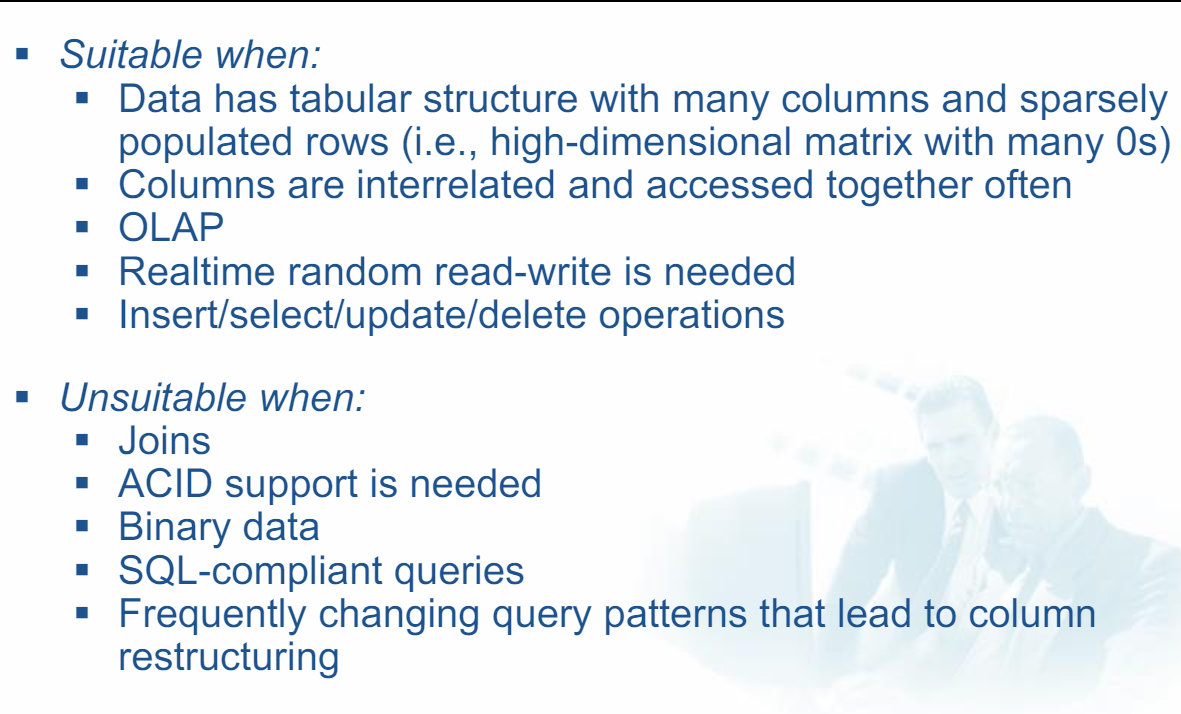 ▪ Suitable when:
▪ Data has tabular structure with many columns and sparsely
populated rows (i.e., high-dimensional matrix with many 0s)
▪ Columns are interrelated and accessed together often
▪ OLAP
▪ Realtime random read-write is needed
▪ Insert/select/update/delete operations
▪ Unsuitable when:
▪ Joins
▪ ACID support is needed
▪ Binary data
▪ SQL-compliant queries
▪ Frequently changing query patterns that lead to column
restructuring